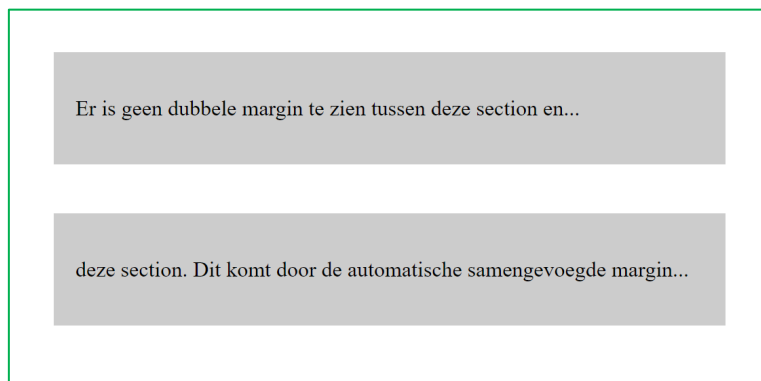 Er is geen dubbele margin te zien tussen deze section en...
deze section. Dit komt door de automatische samengevoegde margin...